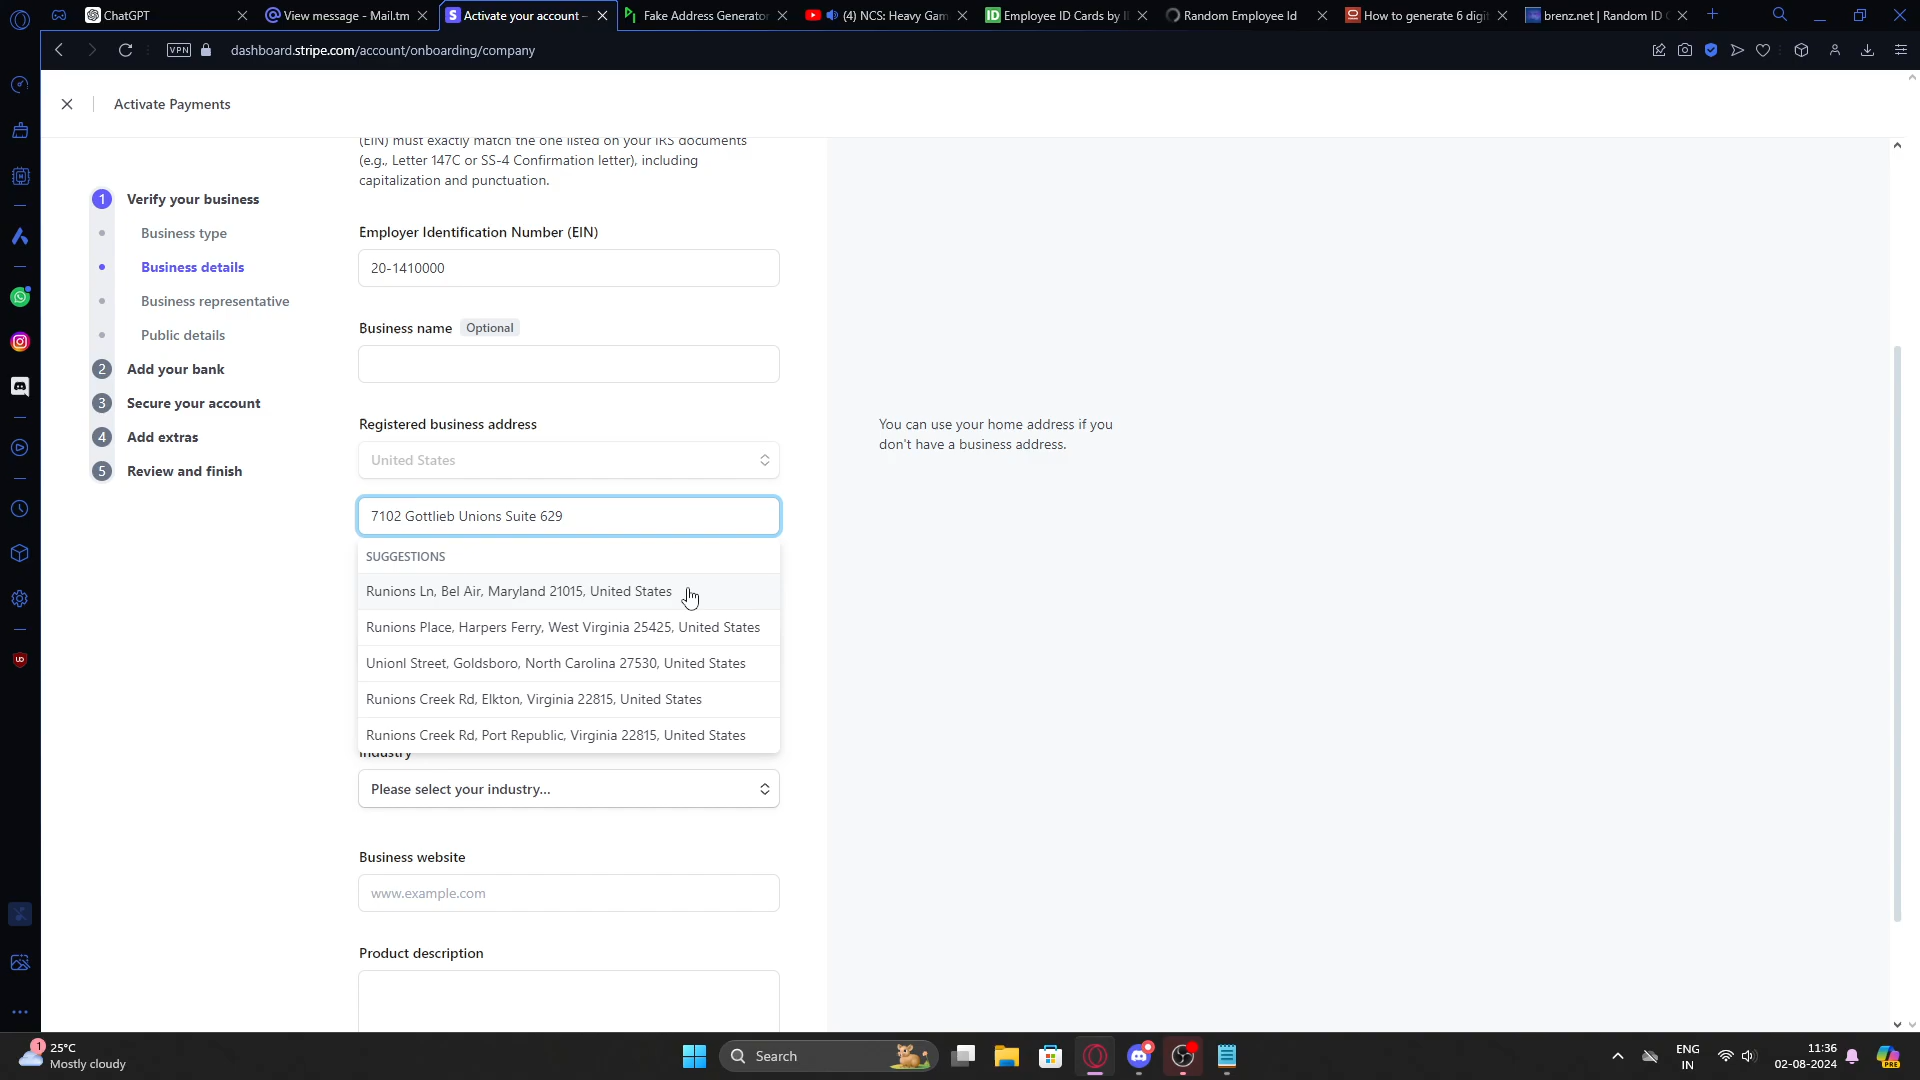 ChatGPT
View message - Mail.tm
Activate your account -
Fake Address Generator
(4) NCS: Heavy Gam
Employee ID Cards by I
Random Employee Id
How to generate 6 digi
brenz.net | Random ID
VPN
dashboard.stripe.com/account/onboarding/company
Activate Payments
(EIN) must exactly match the one listed on your IRS documents
(e.g., Letter 147C or SS-4 Confirmation letter), including
capitalization and punctuation.
1 Verify your business
Business type
Business details
Business representative
Public details
2 Add your bank
3 Secure your account
4 Add extras
5 Review and finish
Employer Identification Number (EIN)
20-1410000
Business name Optional
Registered business address
United States
7102 Gottlieb Unions Suite 629
SUGGESTIONS
Runions Ln, Bel Air, Maryland 21015, United States
Runions Place, Harpers Ferry, West Virginia 25425, United States
Unionl Street, Goldsboro, North Carolina 27530, United States
Runions Creek Rd, Elkton, Virginia 22815, United States
Runions Creek Rd, Port Republic, Virginia 22815, United States
Industry
Please select your industry...
Business website
www.example.com
Product description
You can use your home address if you
don't have a business address.
1
25°C
Mostly cloudy
Search
ENG
IN
11:36
02-08-2024
PRE